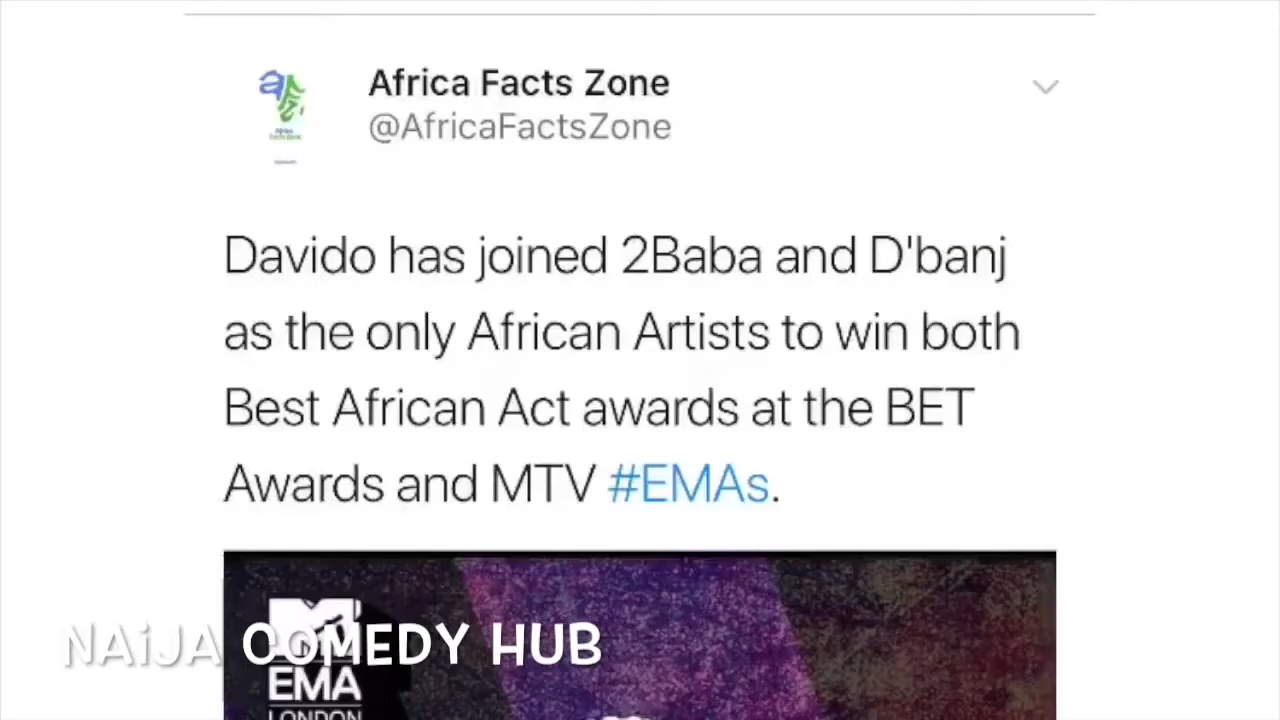 Africa Facts Zone
@AfricaFactsZone
Davido has joined 2Baba and D'banj
as the only African Artists to win both
Best African Act awards at the BET
Awards and MTV #EMAs.
NAiJA COMEDY HUB
EMA
LONDON